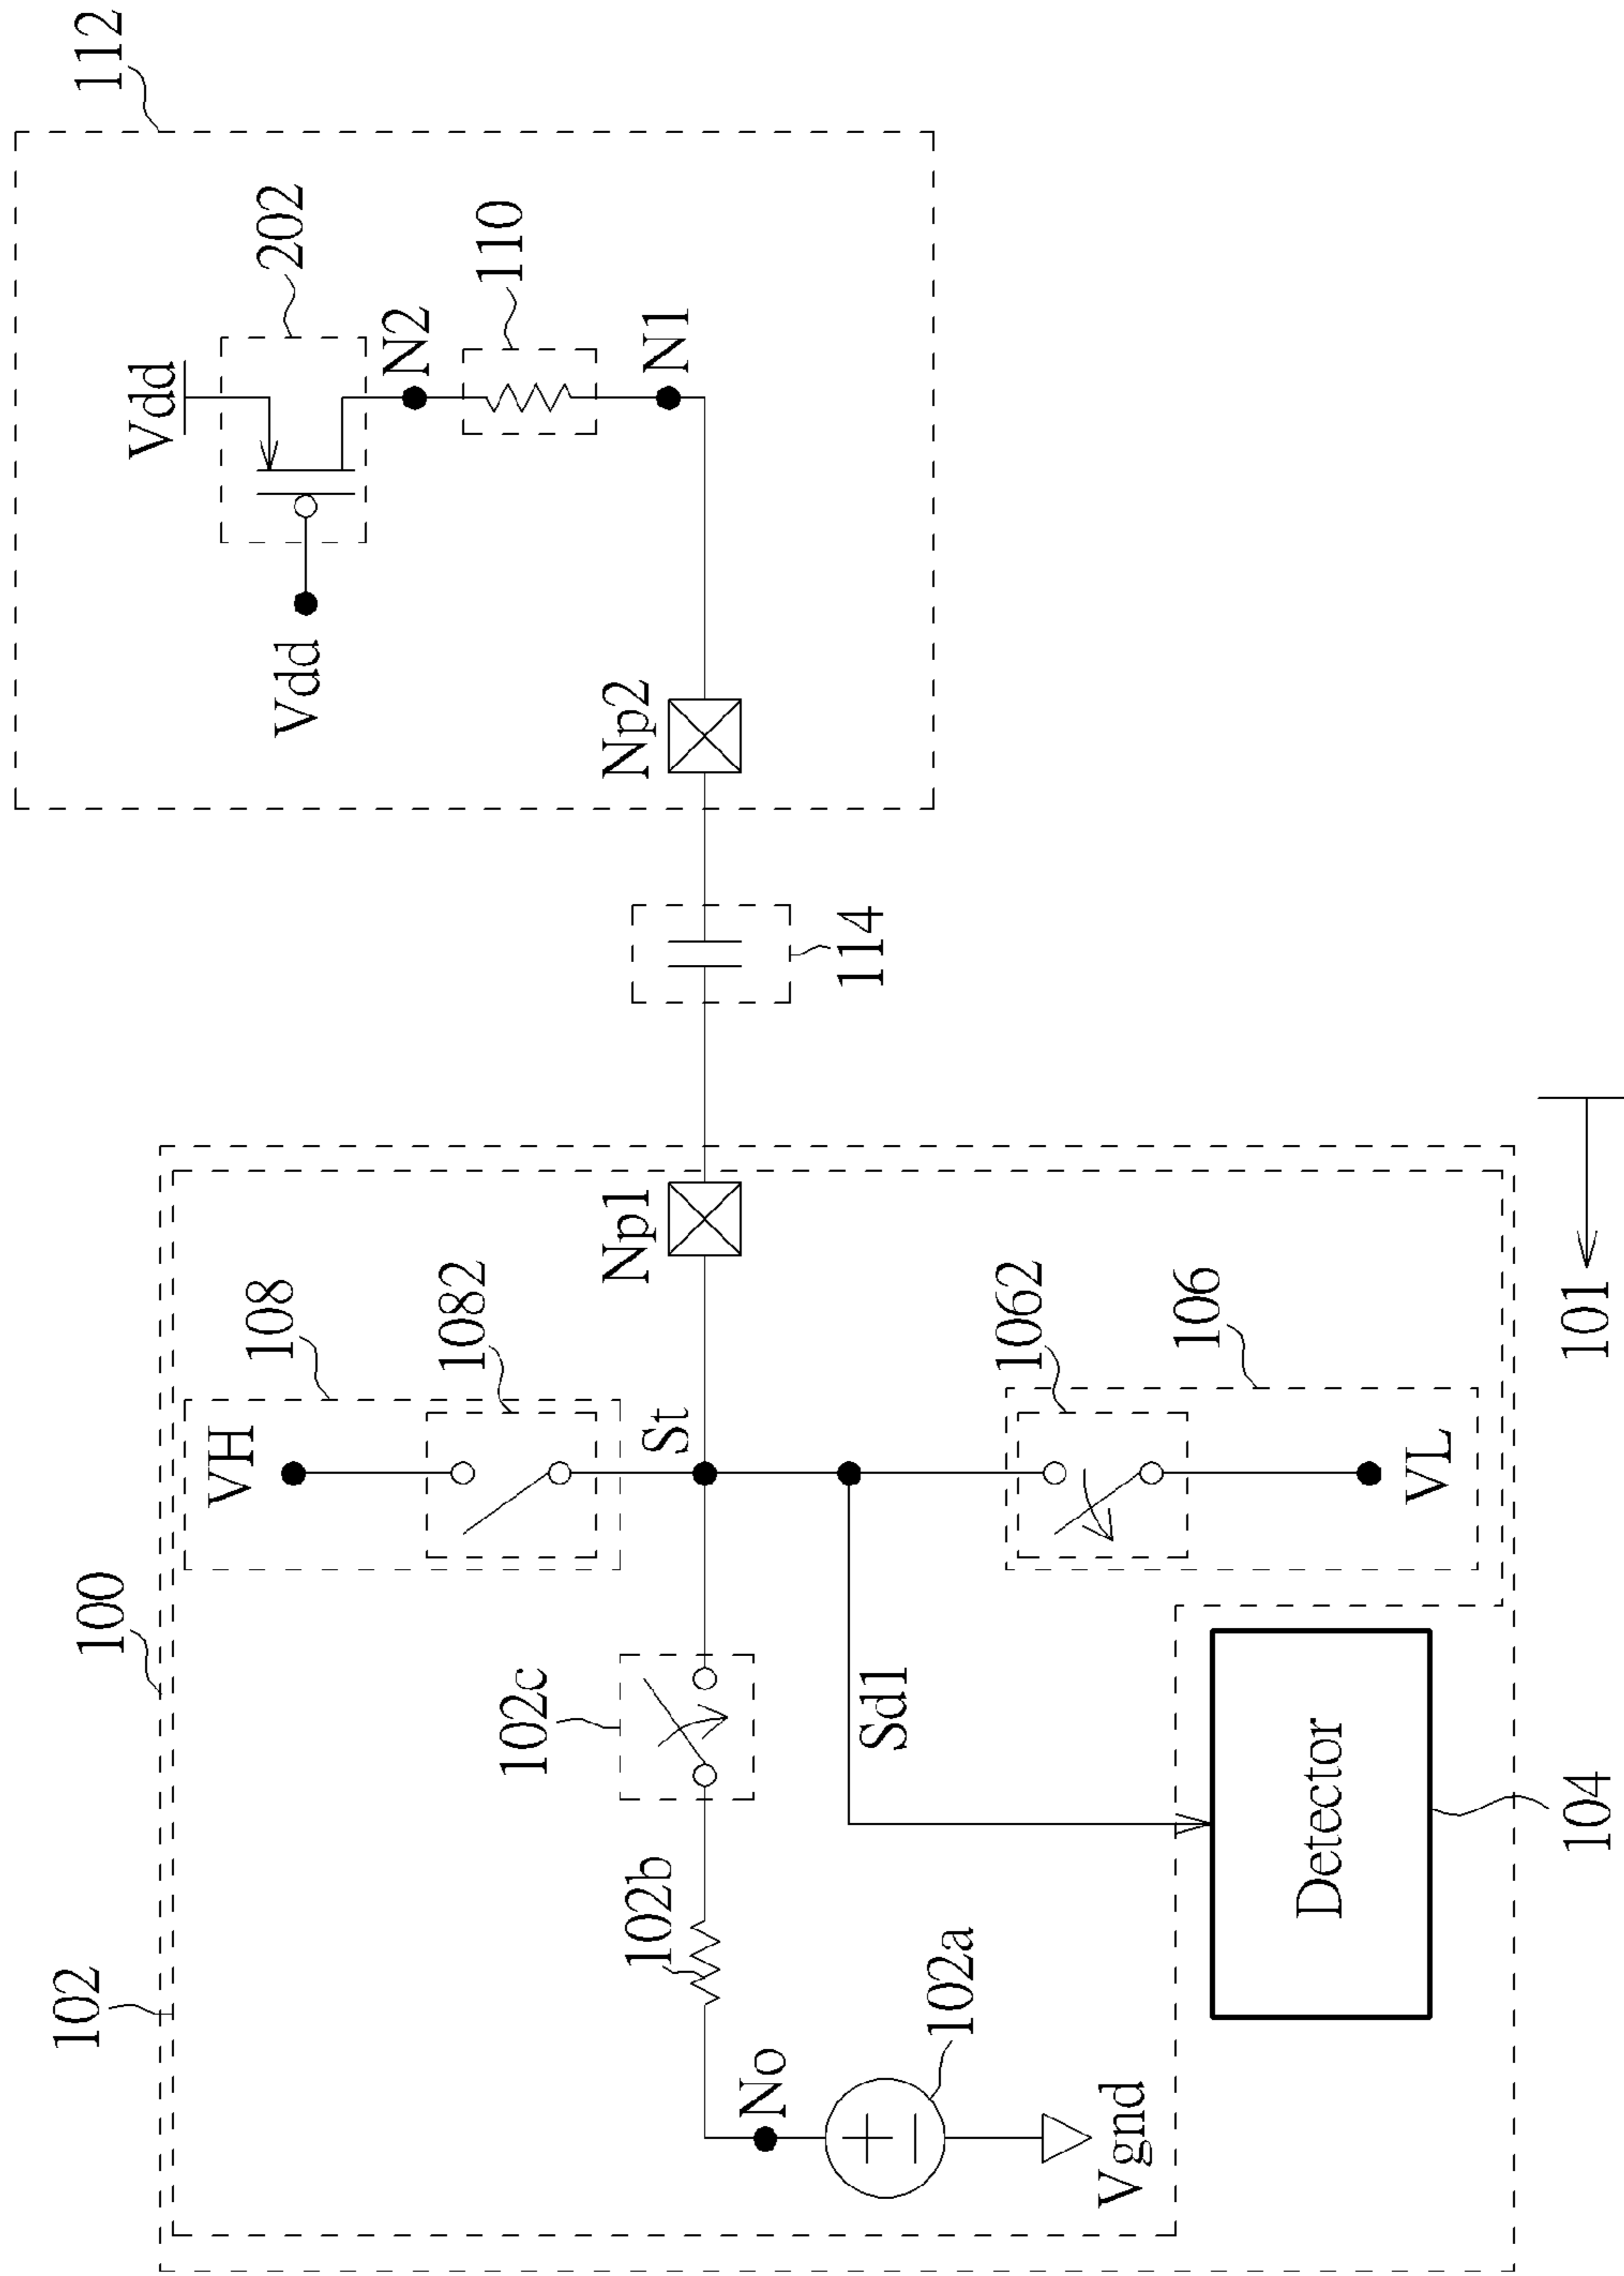 112
202
Vdd
Vdd
N2
110
N1
Np2
114
100
102
108
VH
1082
St
Np1
102c
102b
No
102a
Vgnd
Sd1
1062
106
VL
Detector
104
101